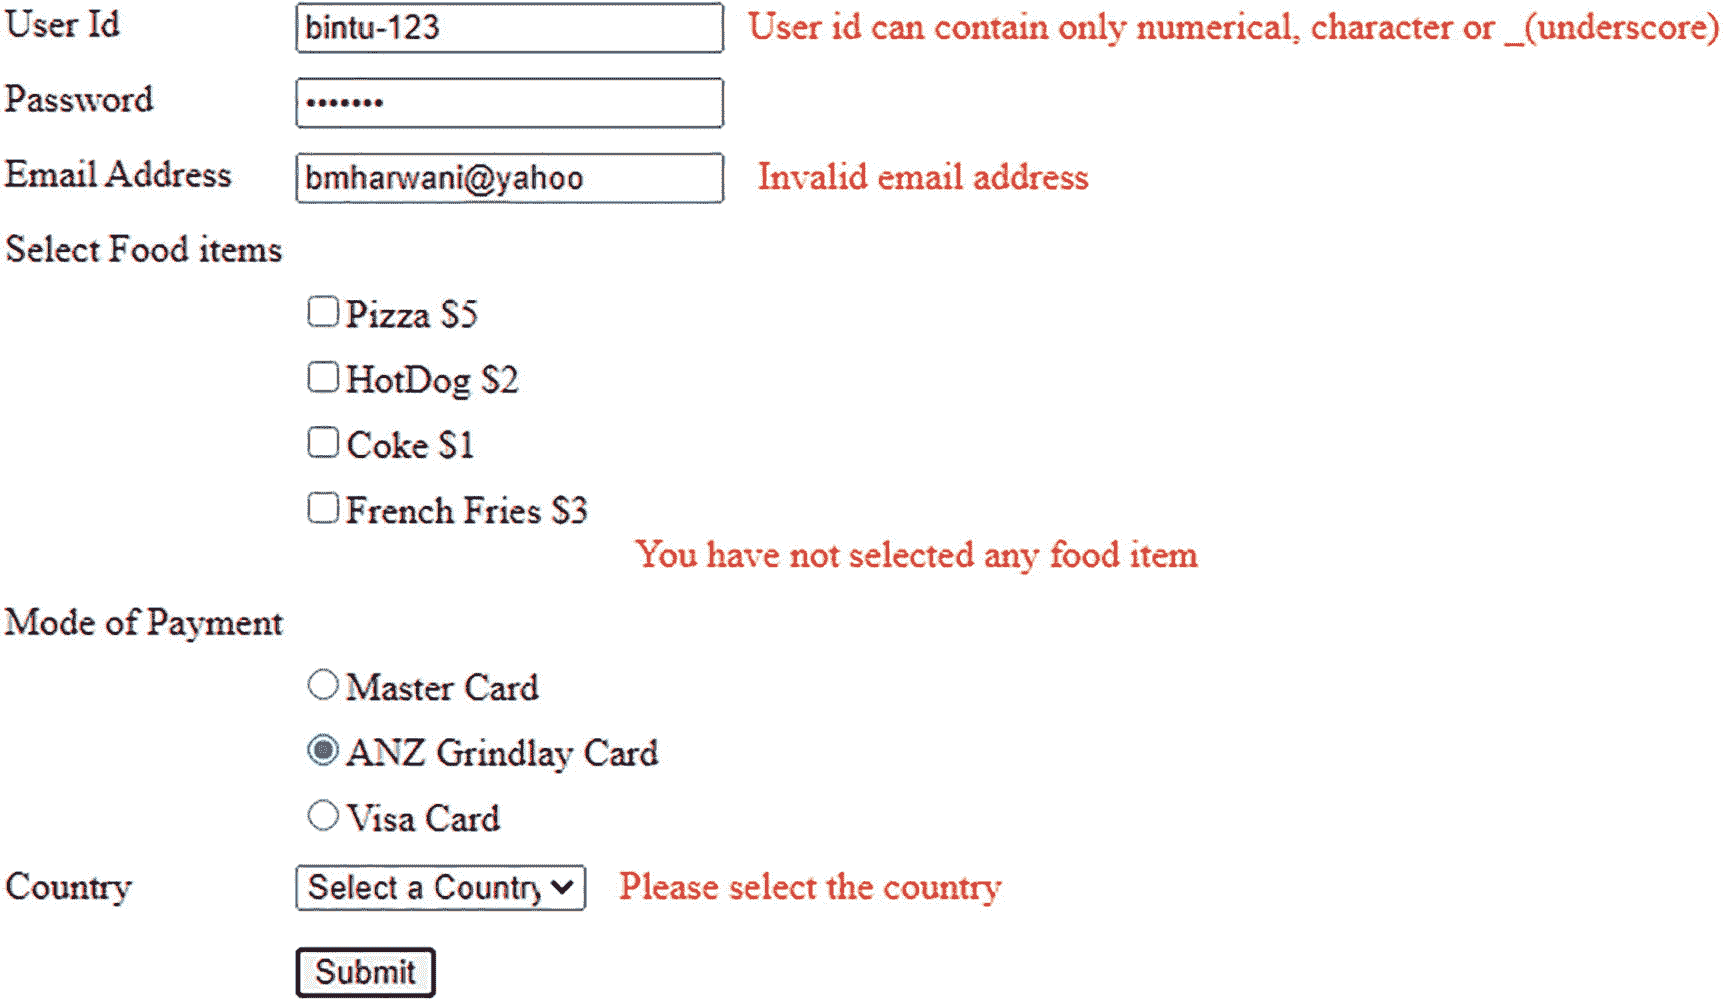 User Id bintu-123 User id can contain only numerical, character or _(underscore)
Password •••••••
Email Address bmharwani@yahoo Invalid email address
Select Food items
Pizza $5
HotDog $2
Coke $1
French Fries $3
You have not selected any food item
Mode of Payment
Master Card
ANZ Grindlay Card
Visa Card
Country Select a Country Please select the country
Submit